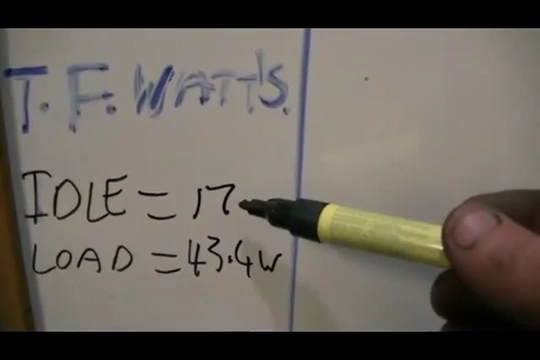 T.F. WATTS.
IDLE = 17
LOAD = 43.4W